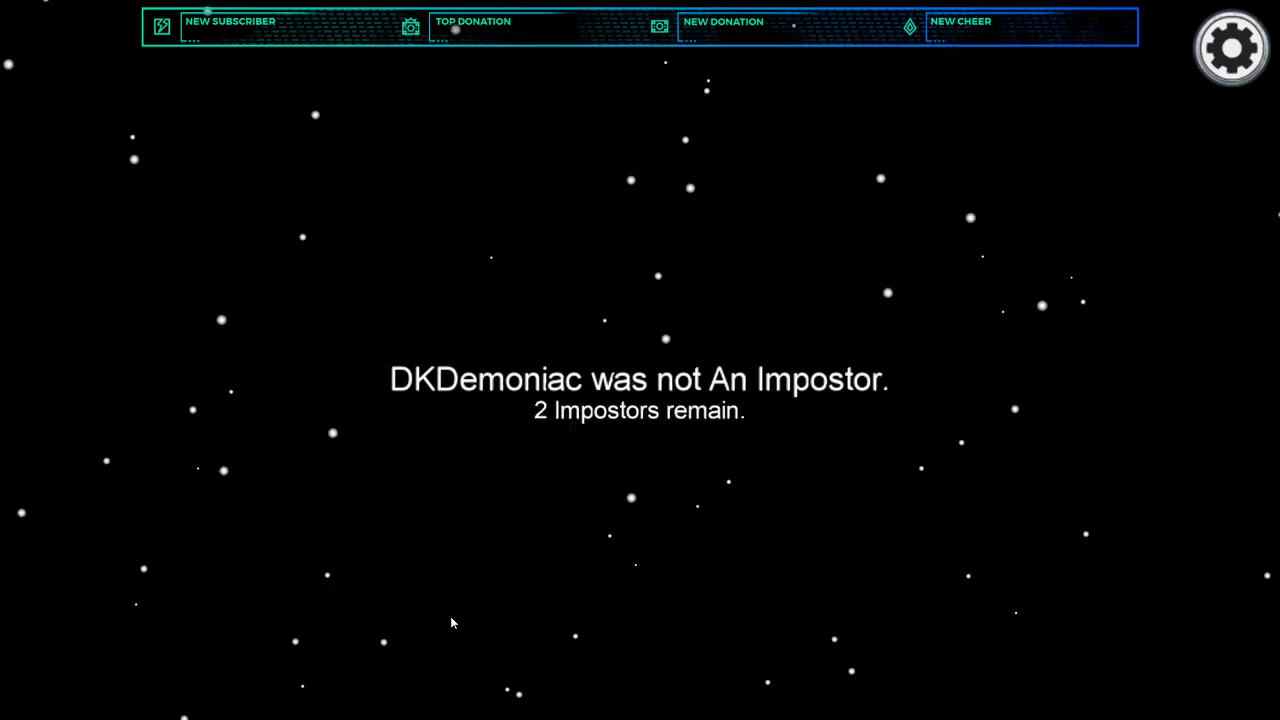 NEW SUBSCRIBER
TOP DONATION
NEW DONATION
NEW CHEER
DKDemoniac was not An Impostor.
2 Impostors remain.